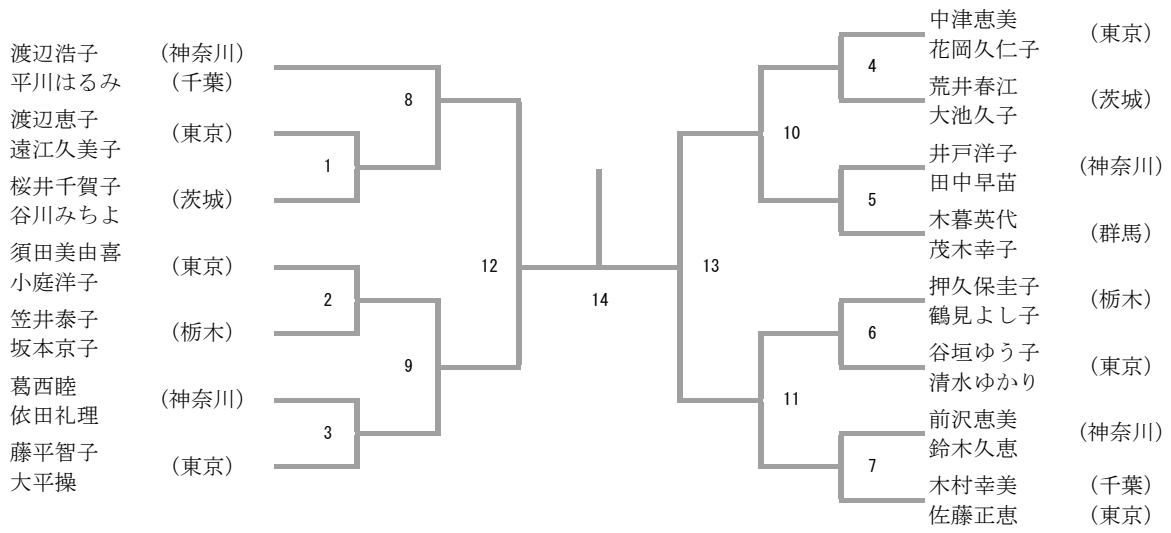 渡辺浩子 (神奈川)
平川はるみ (千葉)
渡辺恵子
遠江久美子
(東京)
桜井千賀子
谷川みちよ
(茨城)
須田美由喜
小庭洋子
(東京)
笠井泰子
坂本京子
(栃木)
葛西睦
依田礼理
(神奈川)
藤平智子
大平操
(東京)
8
1
2
9
3
12
14
13
10
4
5
11
6
7
中津恵美
花岡久仁子
(東京)
荒井春江
大池久子
(茨城)
井戸洋子
田中早苗
(神奈川)
木暮英代
茂木幸子
(群馬)
押久保圭子
鶴見よし子
(栃木)
谷垣ゆう子
清水ゆかり
(東京)
前沢恵美
鈴木久恵
(神奈川)
木村幸美 (千葉)
佐藤正恵 (東京)